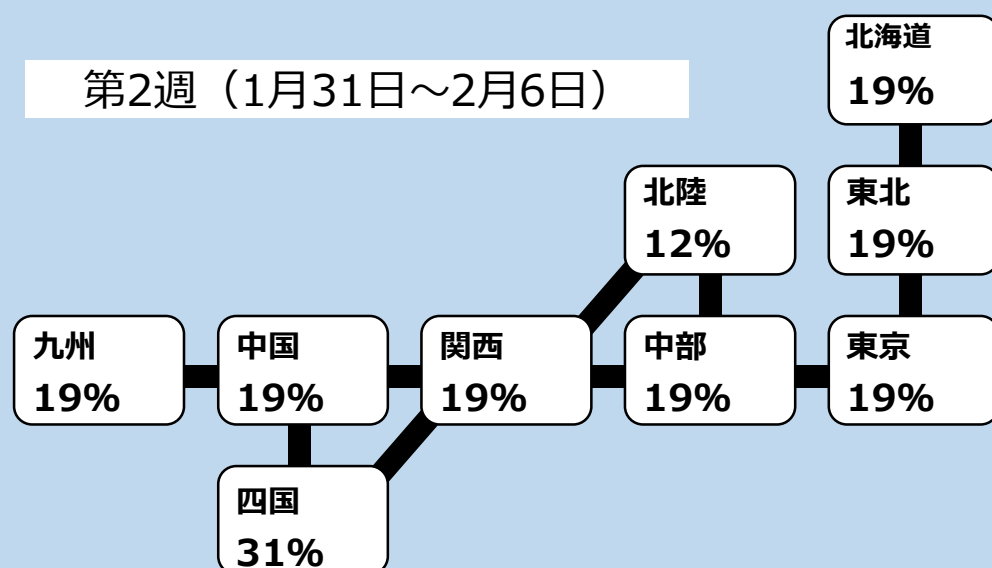 第2週（1月31日～2月6日）
北海道
19%
北陸
12%
東北
19%
九州
19%
中国
19%
関西
19%
中部
19%
東京
19%
四国
31%